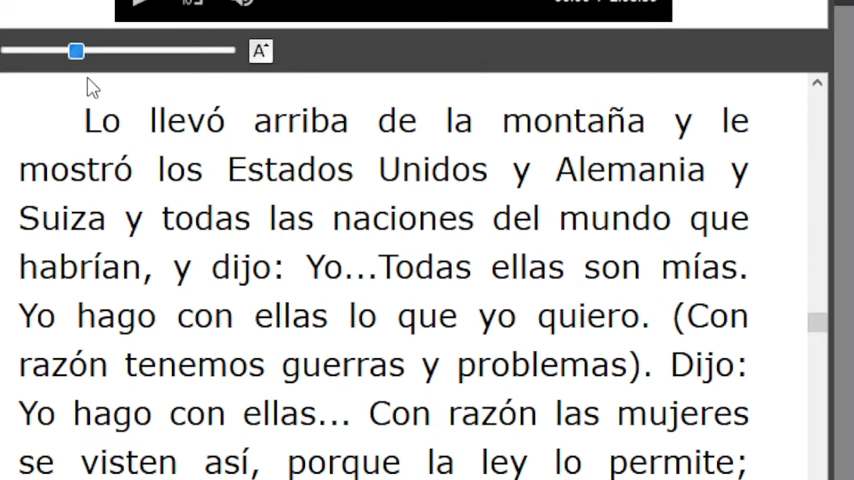 A
Lo llevó arriba de la montaña y le
mostró los Estados Unidos y Alemania y
Suiza y todas las naciones del mundo que
habrían, y dijo: Yo...Todas ellas son mías.
Yo hago con ellas lo que yo quiero. (Con
razón tenemos guerras y problemas). Dijo:
Yo hago con ellas... Con razón las mujeres
se visten así, porque la ley lo permite;